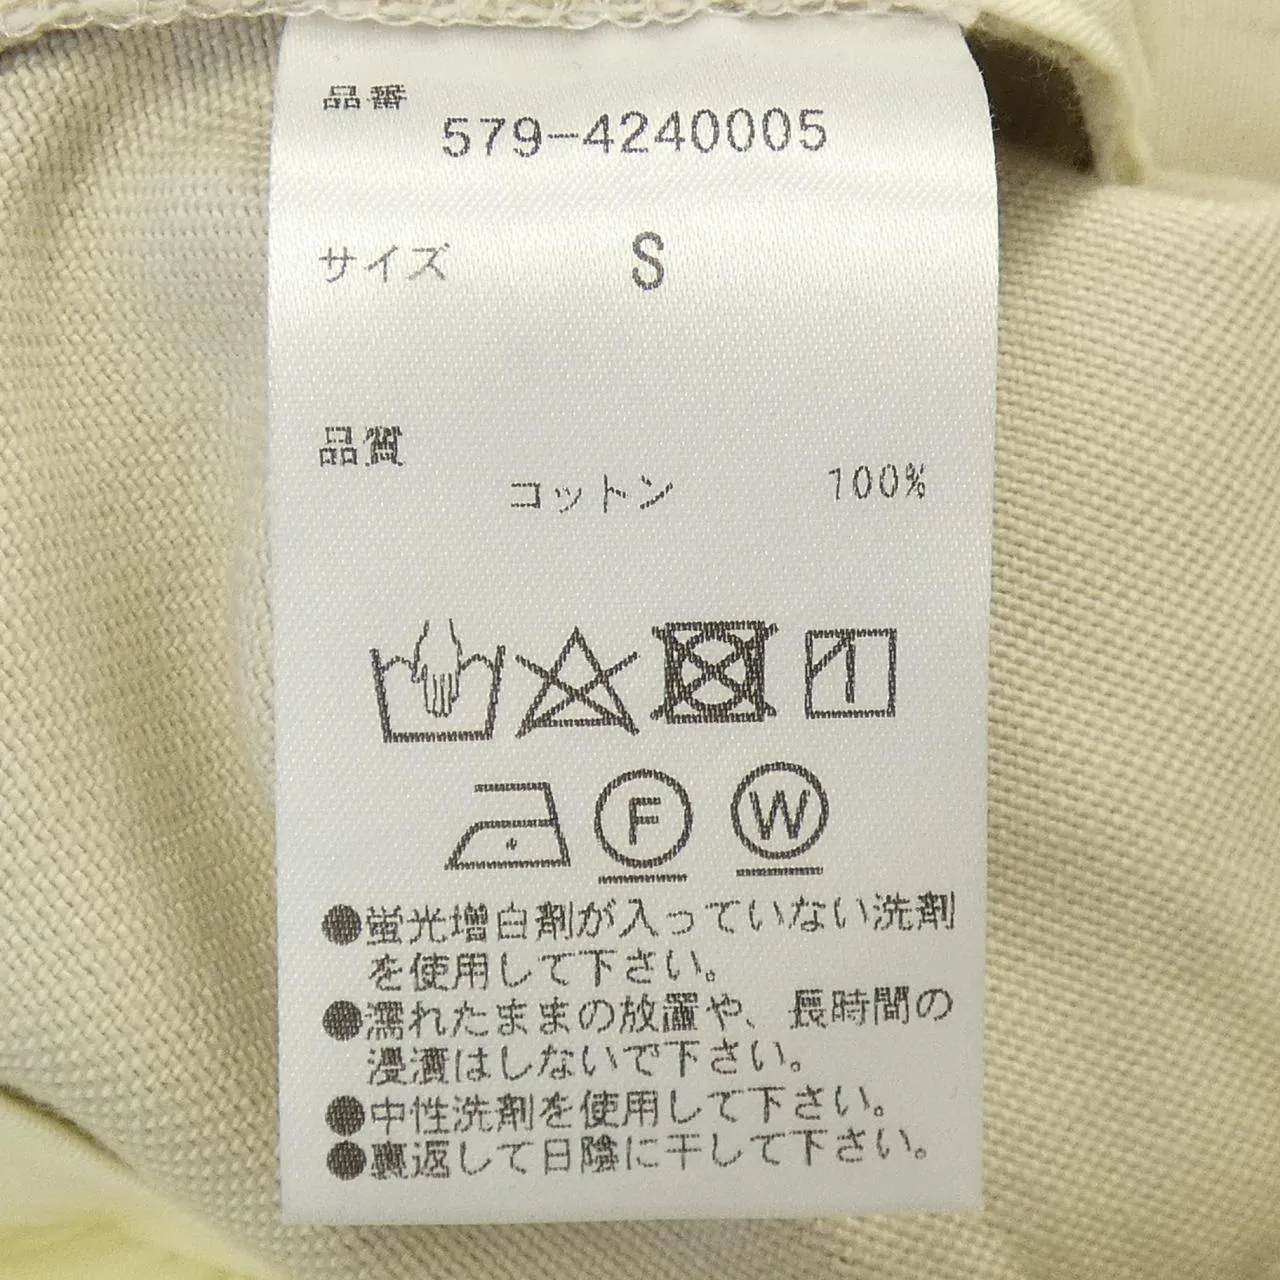 品番
579-4240005
サイズ S
品質
コットン 100%
F W
●蛍光増白剤が入っていない洗剤
を使用して下さい。
●濡れたままの放置や、長時間の
浸漬はしないで下さい。
●中性洗剤を使用して下さい。
●裏返して日陰に干して下さい。